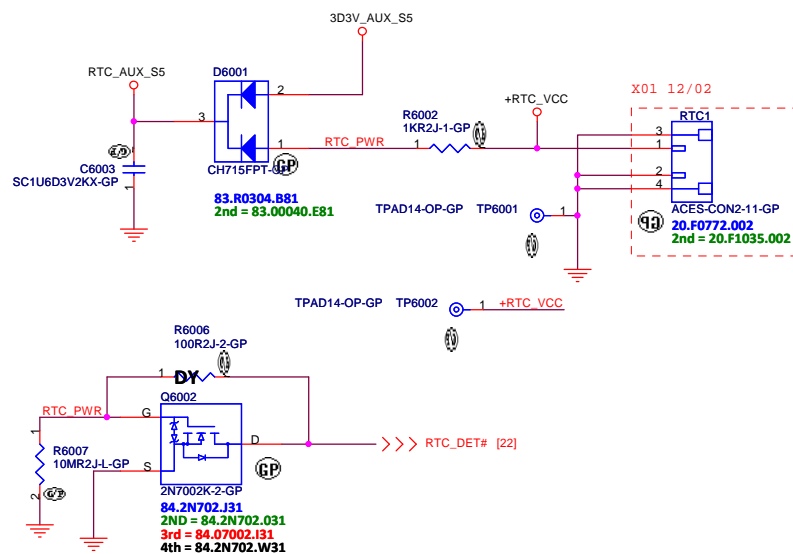 3D3V_AUX_S5
RTC_AUX_S5
D6001
2
3
1
RTC_PWR
CH715FPT-
GP
83.R0304.B81
2nd = 83.00040.E81
C6003
SC1U6D3V2KX-GP
1
R6002
1KR2J-1-GP
1
+RTC_VCC
X01 12/02
RTC1
3
1
2
4
ACES-CON2-11-GP
20.F0772.002
2nd = 20.F1035.002
TPAD14-OP-GP TP6001
1
TPAD14-OP-GP TP6002
1
+RTC_VCC
R6006
100R2J-2-GP
1
DY
Q6002
RTC_PWR
G
D
S
GP
RTC_DET# [22]
1
R6007
10MR2J-L-GP
2
2N7002K-2-GP
84.2N702.J31
2ND = 84.2N702.031
3rd = 84.07002.I31
4th = 84.2N702.W31